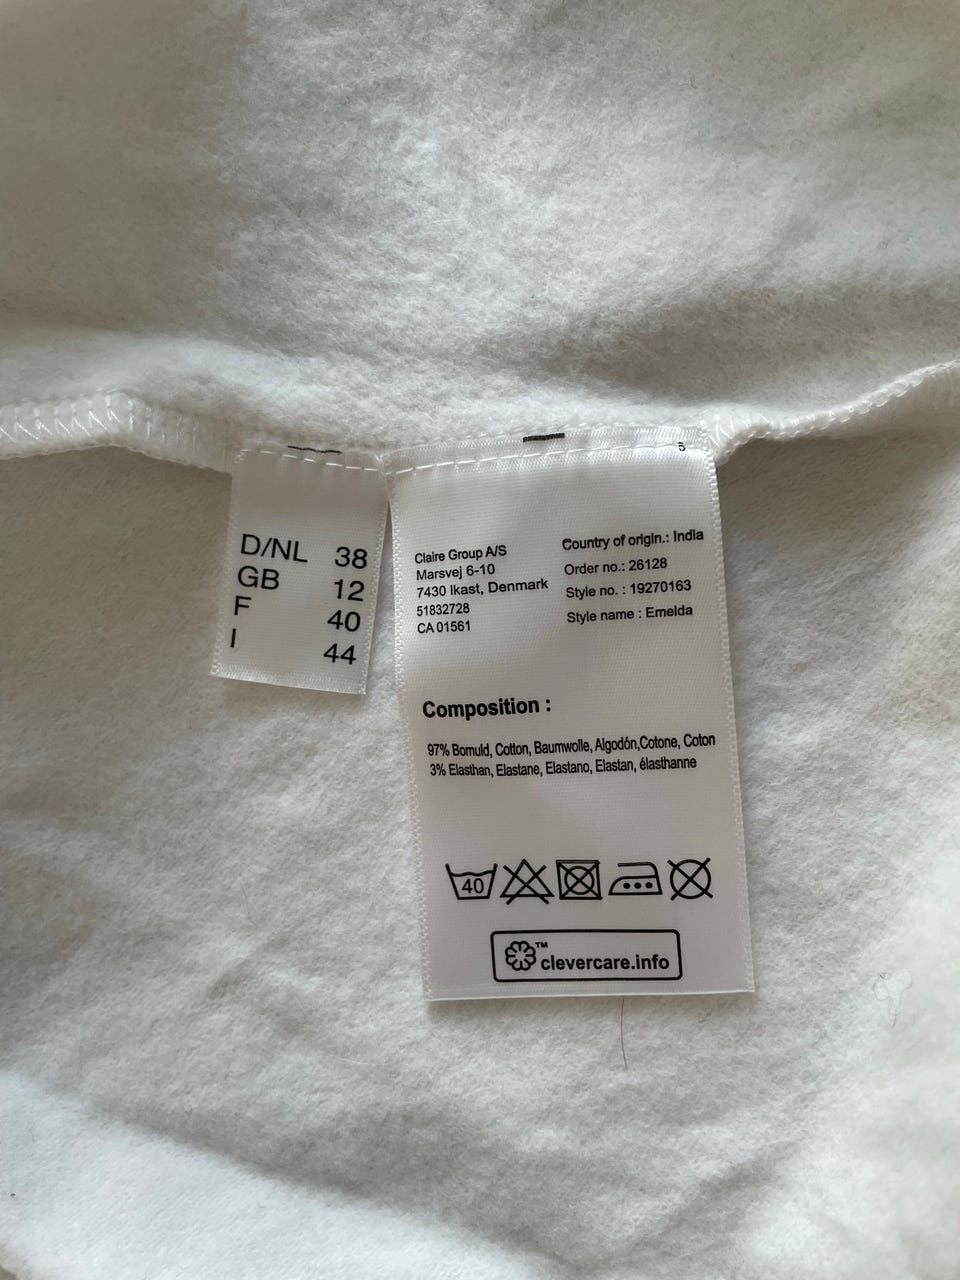 D/NL 38
GB 12
F 40
I 44
5
Claire Group A/S
Marsvej 6-10
7430 Ikast, Denmark
51832728
CA 01561
Country of origin.: India
Order no.: 26128
Style no. : 19270163
Style name : Emelda
Composition :
97% Bomuld, Cotton, Baumwolle, Algodón,Cotone, Coton
3% Elasthan, Elastane, Elastano, Elastan, élasthanne
40
™ clevercare.info